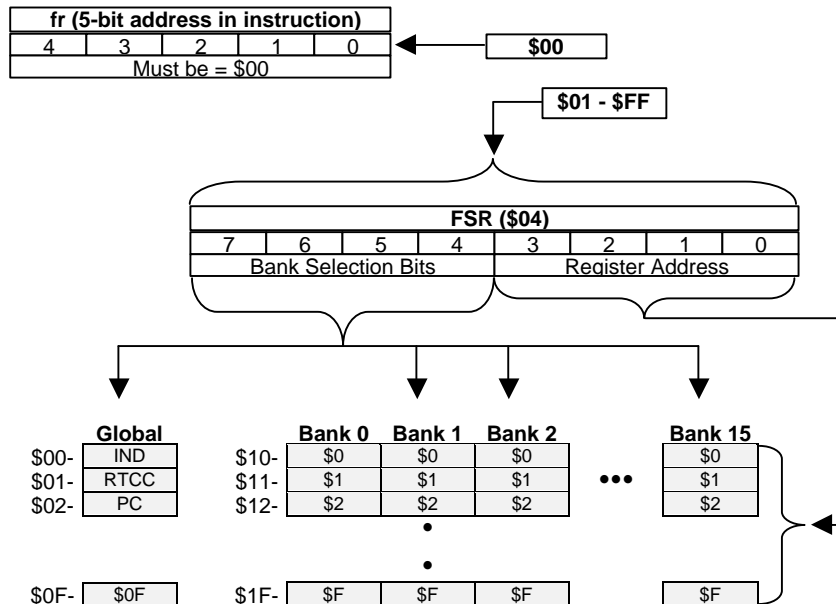 fr (5-bit address in instruction)
4 3 2 1 0
Must be = $00
$00
$01 - $FF
FSR ($04)
7 6 5 4 3 2 1 0
Bank Selection Bits Register Address
Global Bank 0 Bank 1 Bank 2 Bank 15
$00- IND $10- $0 $0 $0 $0
$01- RTCC $11- $1 $1 $1 ••• $1
$02- PC $12- $2 $2 $2 $2
$0F- $0F $1F- $F $F $F $F